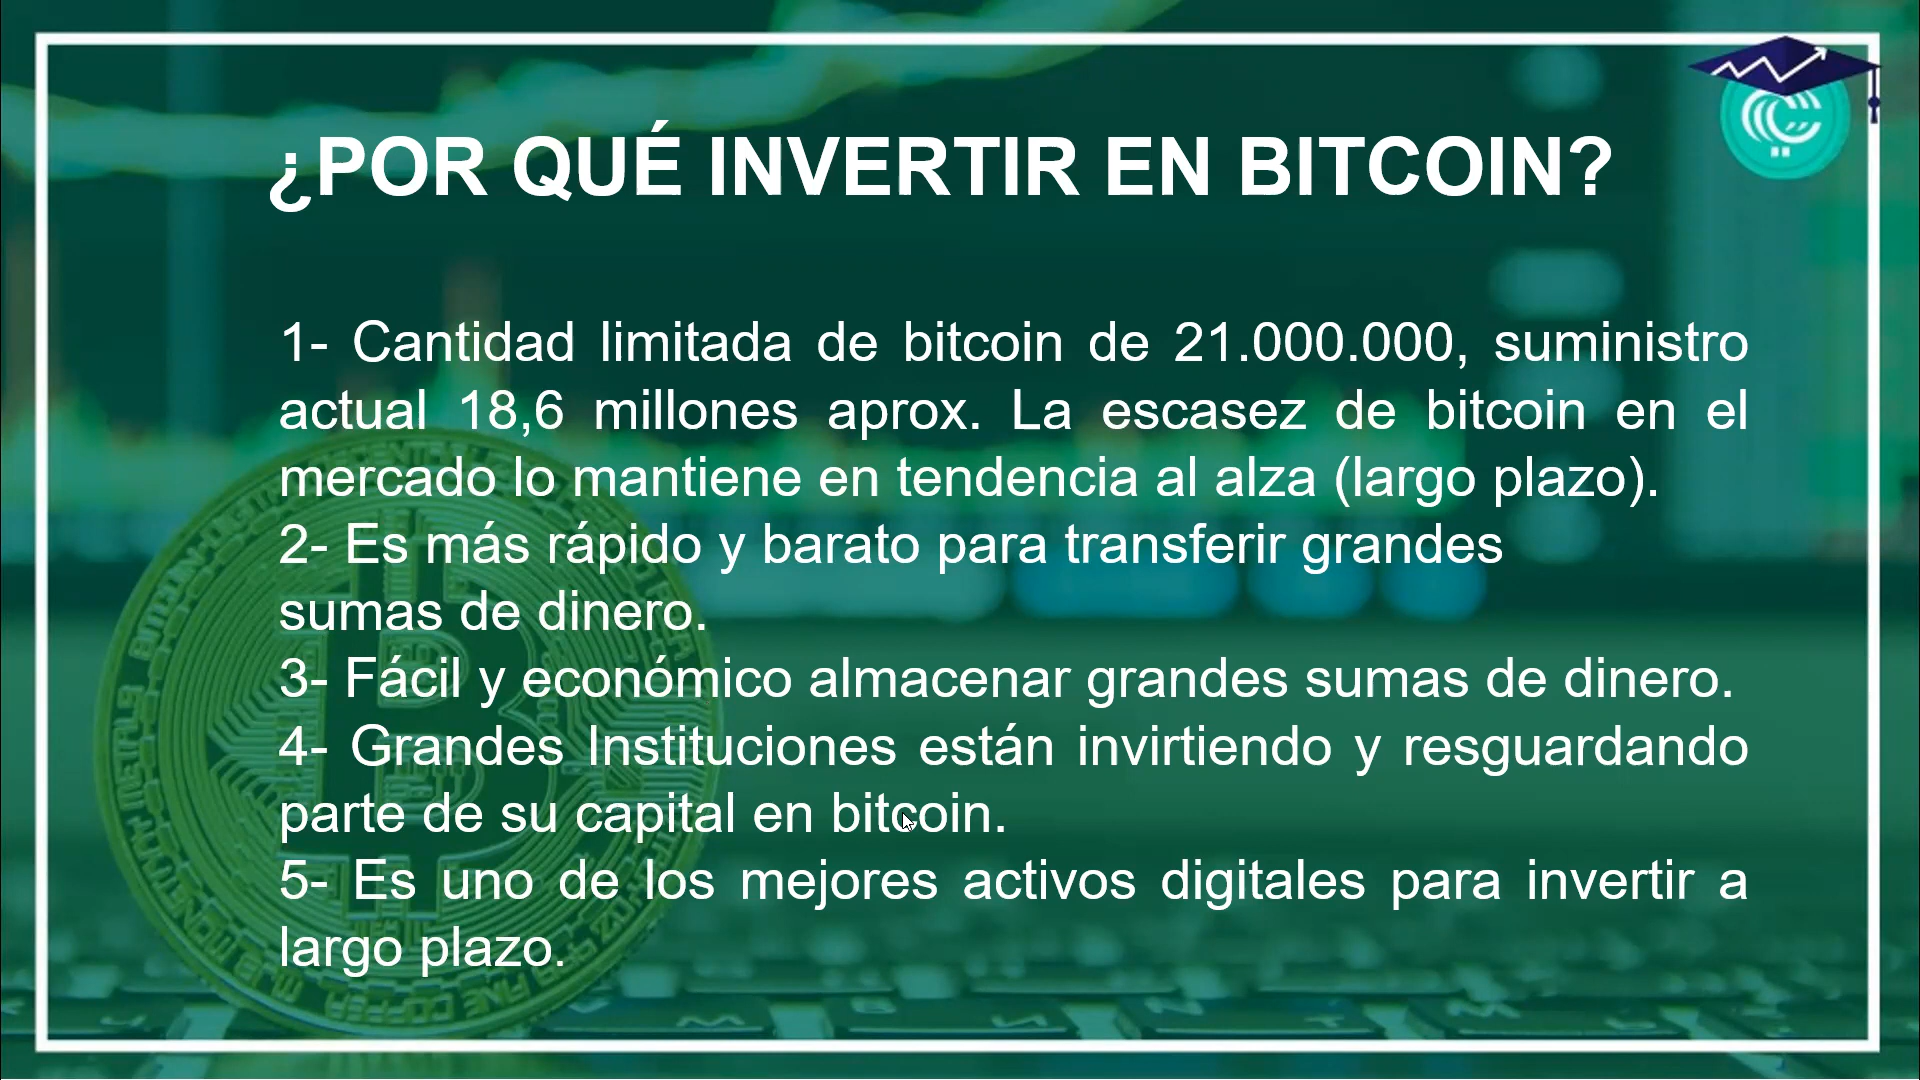 ¿POR QUÉ INVERTIR EN BITCOIN?
1- Cantidad limitada de bitcoin de 21.000.000, suministro
actual 18,6 millones aprox. La escasez de bitcoin en el
mercado lo mantiene en tendencia al alza (largo plazo).
2- Es más rápido y barato para transferir grandes
sumas de dinero.
3- Fácil y económico almacenar grandes sumas de dinero.
4- Grandes Instituciones están invirtiendo y resguardando
parte de su capital en bitcoin.
5- Es uno de los mejores activos digitales para invertir a
largo plazo.